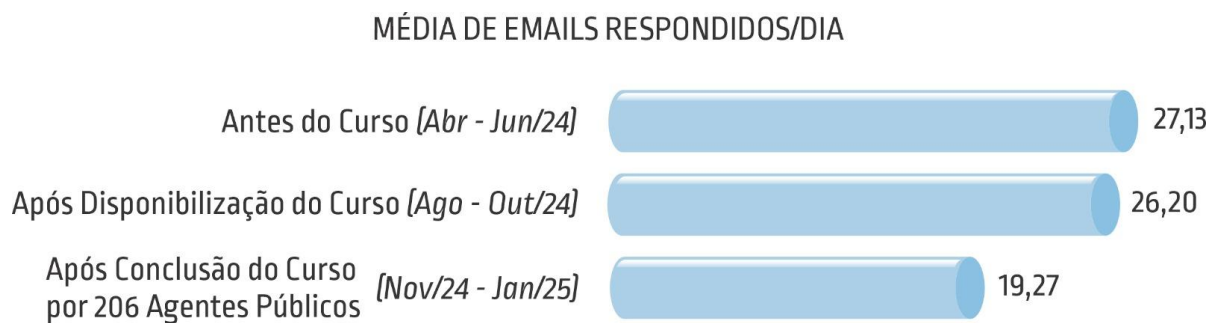 MÉDIA DE EMAILS RESPONDIDOS/DIA
Antes do Curso (Abr - Jun/24) 27,13
Após Disponibilização do Curso (Ago - Out/24) 26,20
Após Conclusão do Curso
por 206 Agentes Públicos (Nov/24 - Jan/25) 19,27